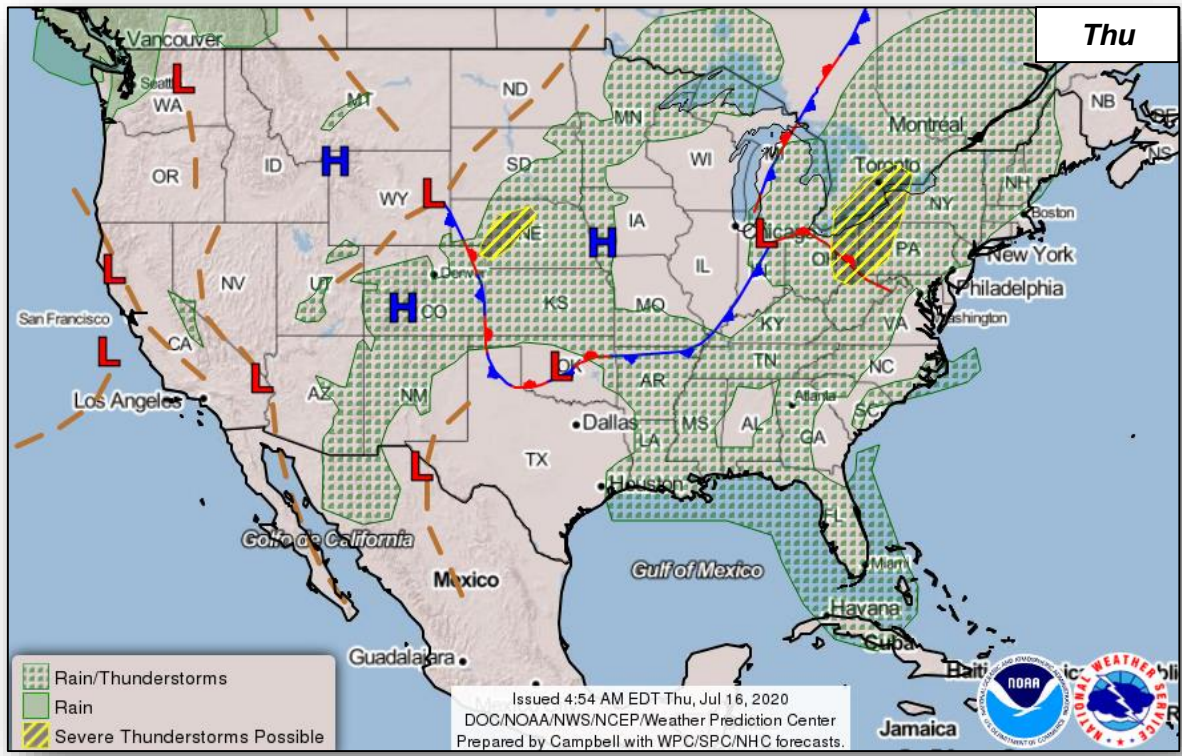 Thu
Vancouver
Seattl
WA
MT
ND
MN
Montréal
NB
NS
OR
ID
SD
WI
MI
Toronto
NH
H
L
WY
L
IA
NY
Boston
NE
H
Chicago
L
OH
PA
New York
L
NV
UT
Denver
CO
H
KS
IL
IN
Philadelphia
San Francisco
CA
MO
KY
VA
ashington
L
L
AZ
NM
OK
L
AR
TN
NC
Los Angeles
Dallas
MS
AL
Atlanta
SC
GA
LA
TX
L
Houston
FL
Golfo de California
Mexico
Gulf of Mexico
Miami
Havana
Cuba
Guadalajara
Haiti
Jamaica
Rain/Thunderstorms
Rain
Severe Thunderstorms Possible
Issued 4:54 AM EDT Thu, Jul 16, 2020
DOC/NOAA/NWS/NCEP/Weather Prediction Center
Prepared by Campbell with WPC/SPC/NHC forecasts.
NOAA
NATIONAL WEATHER SERVICE